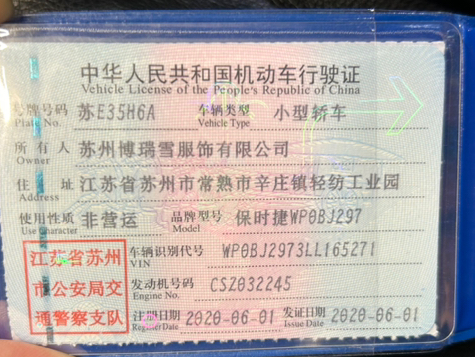 中华人民共和国机动车行驶证
Vehicle License of the People's Republic of China
号牌号码 苏E35H6A 车辆类型 小型轿车
Plate No. Vehicle Type
所有人 苏州博瑞雪服饰有限公司
Owner
住址 江苏省苏州市常熟市辛庄镇轻纺工业园
Address
使用性质 非营运 品牌型号 保时捷WP0BJ297
Use Character Model
江苏省苏州 车辆识别代号 WP0BJ2973LL165271
VIN
市公安局交 发动机号码 CSZ032245
Engine No.
通警察支队 注册日期 2020-06-01 发证日期 2020-06-01
Register Date Issue Date